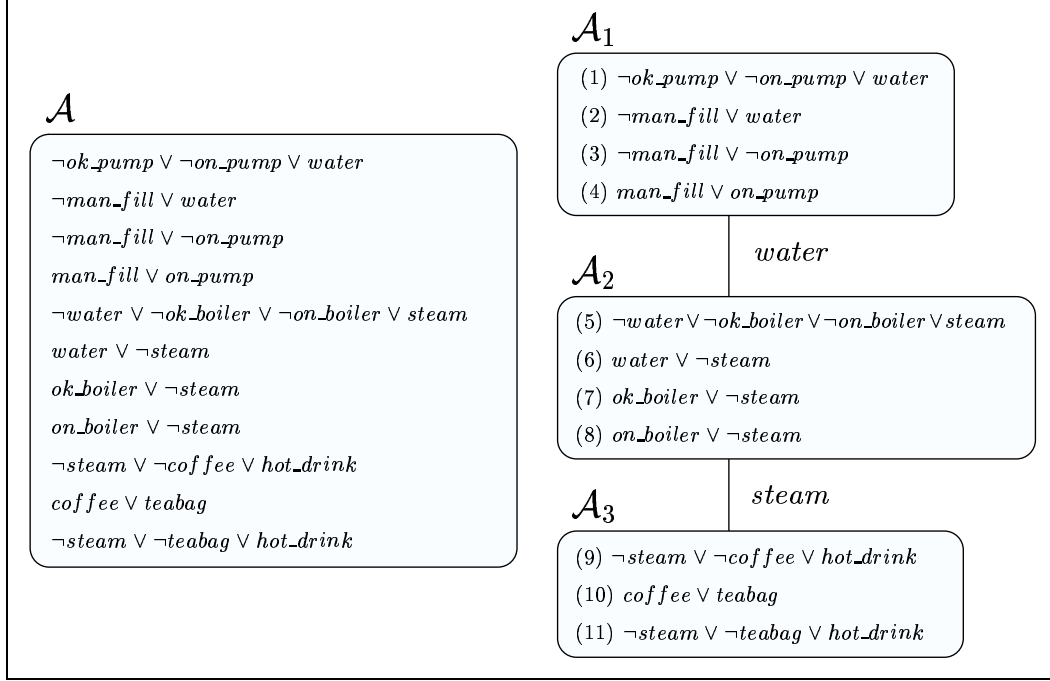 𝒜
¬ok_pump ∨ ¬on_pump ∨ water
¬man_fill ∨ water
¬man_fill ∨ ¬on_pump
man_fill ∨ on_pump
¬water ∨ ¬ok_boiler ∨ ¬on_boiler ∨ steam
water ∨ ¬steam
ok_boiler ∨ ¬steam
on_boiler ∨ ¬steam
¬steam ∨ ¬coffee ∨ hot_drink
coffee ∨ teabag
¬steam ∨ ¬teabag ∨ hot_drink
𝒜₁
(1) ¬ok_pump ∨ ¬on_pump ∨ water
(2) ¬man_fill ∨ water
(3) ¬man_fill ∨ ¬on_pump
(4) man_fill ∨ on_pump
water
𝒜₂
(5) ¬water∨¬ok_boiler∨¬on_boiler∨steam
(6) water ∨ ¬steam
(7) ok_boiler ∨ ¬steam
(8) on_boiler ∨ ¬steam
steam
𝒜₃
(9) ¬steam ∨ ¬coffee ∨ hot_drink
(10) coffee ∨ teabag
(11) ¬steam ∨ ¬teabag ∨ hot_drink